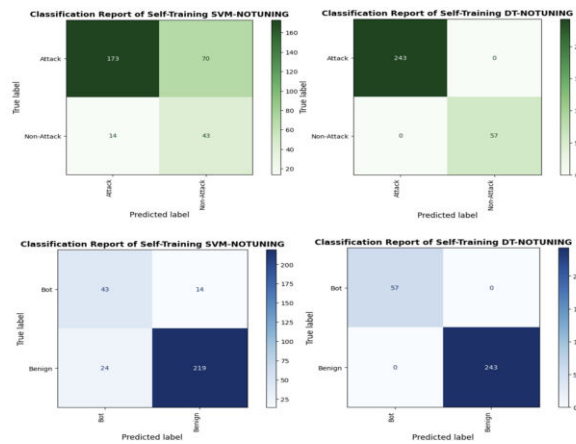 Classification Report of Self-Training SVM-NOTUNING
True label
Attack
Non-Attack
173
70
14
43
160
140
120
100
80
60
40
20
Attack
Non-Attack
Predicted label
Classification Report of Self-Training DT-NOTUNING
True label
Attack
Non-Attack
243
0
0
57
Attack
Non-Attack
Predicted label
Classification Report of Self-Training SVM-NOTUNING
True label
Bot
Benign
43
14
24
219
200
175
150
125
100
75
50
25
Bot
Benign
Predicted label
Classification Report of Self-Training DT-NOTUNING
True label
Bot
Benign
57
0
0
243
Bot
Benign
Predicted label